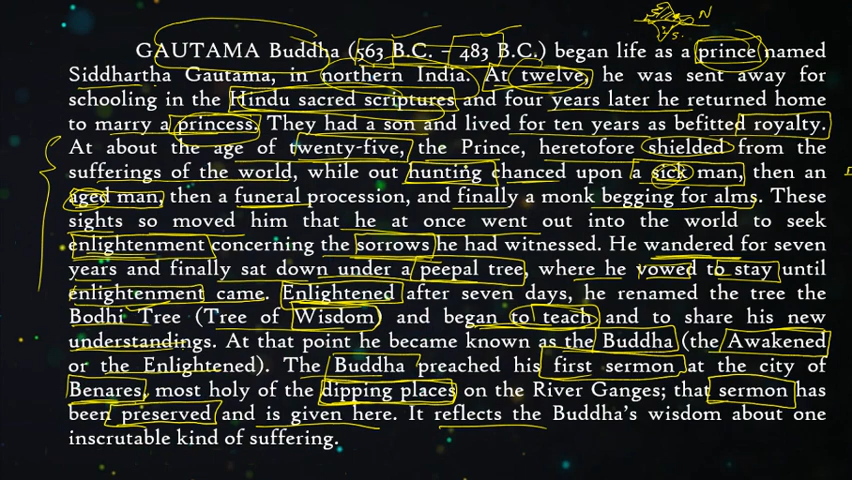 N
S.
GAUTAMA Buddha (563 B.C. – 483 B.C.) began life as a prince named
Siddhartha Gautama, in northern India. At twelve, he was sent away for
schooling in the Hindu sacred scriptures and four years later he returned home
to marry a princess. They had a son and lived for ten years as befitted royalty.
At about the age of twenty-five, the Prince, heretofore shielded from the
sufferings of the world, while out hunting chanced upon a sick man, then an
aged man, then a funeral procession, and finally a monk begging for alms. These
sights so moved him that he at once went out into the world to seek
enlightenment concerning the sorrows he had witnessed. He wandered for seven
years and finally sat down under a peepal tree, where he vowed to stay until
enlightenment came. Enlightened after seven days, he renamed the tree the
Bodhi Tree (Tree of Wisdom) and began to teach and to share his new
understandings. At that point he became known as the Buddha (the Awakened
or the Enlightened). The Buddha preached his first sermon at the city of
Benares, most holy of the dipping places on the River Ganges; that sermon has
been preserved and is given here. It reflects the Buddha's wisdom about one
inscrutable kind of suffering.